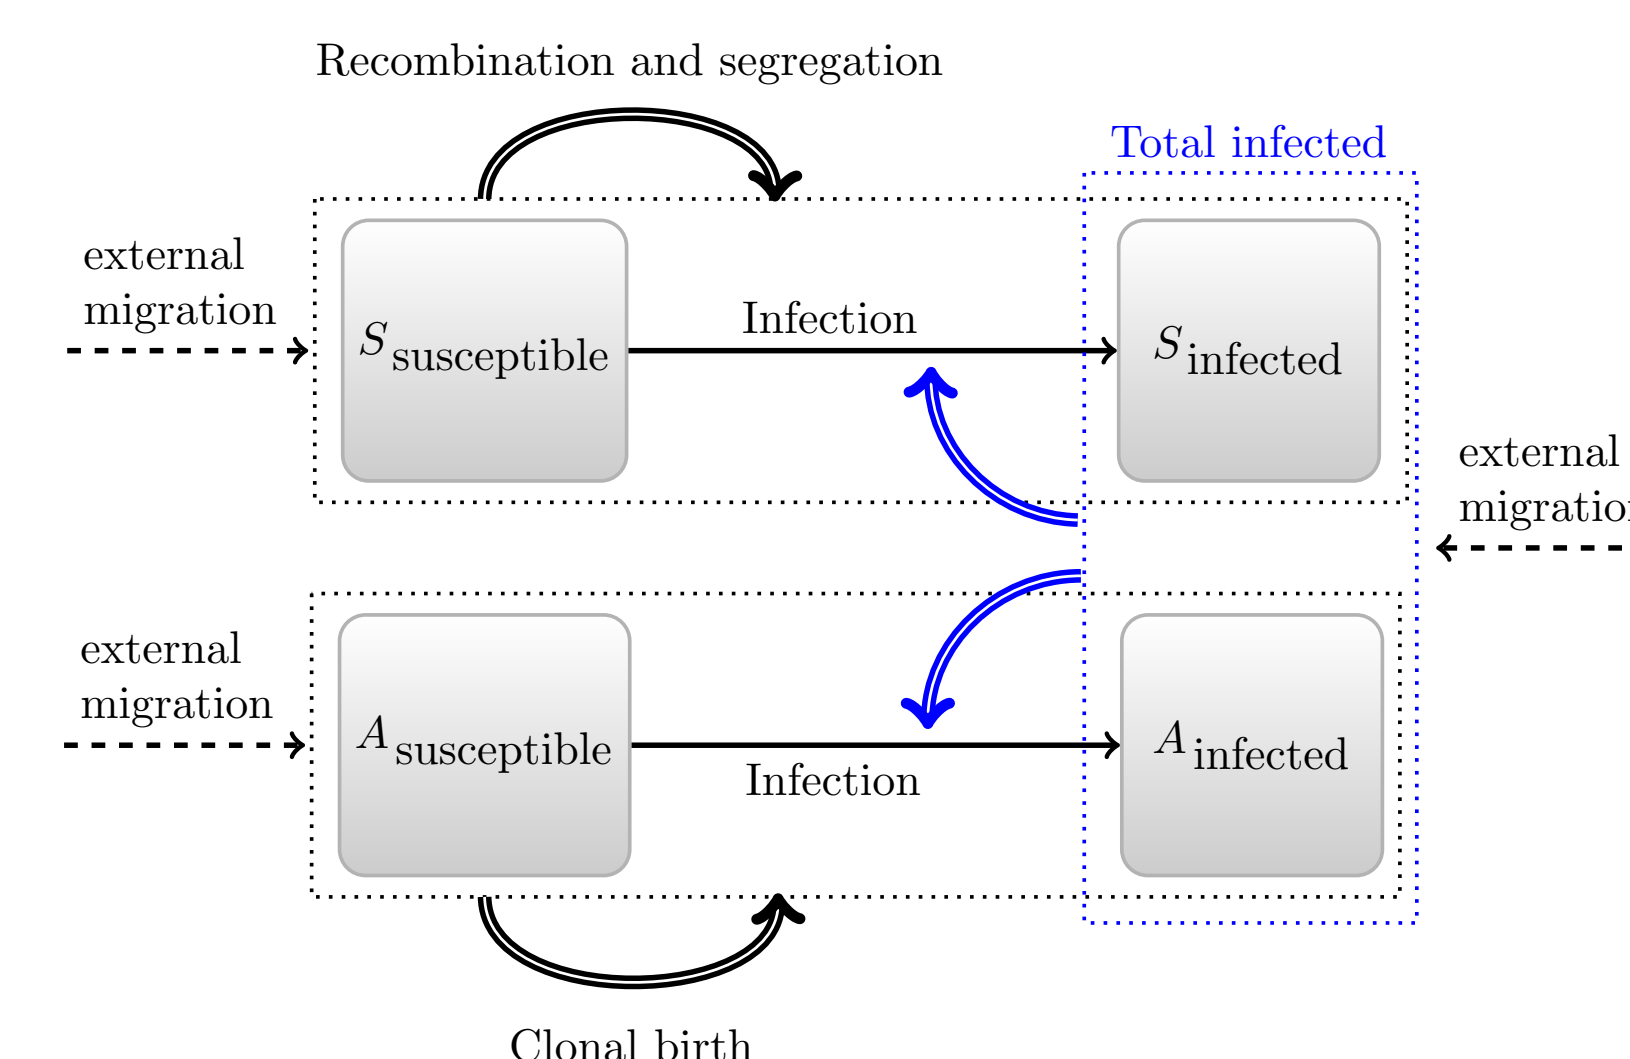 Recombination and segregation
Total infected
external
migration
S susceptible
Infection
S infected
external
external
migration
A susceptible
Infection
A infected
Clonal birth